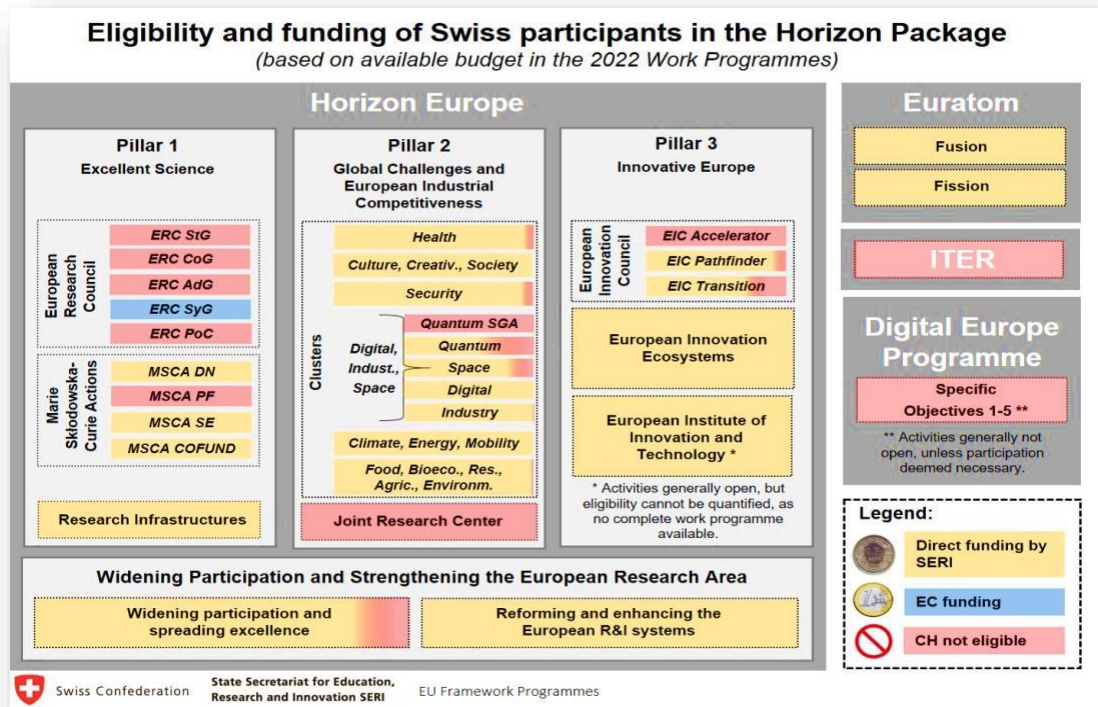 Eligibility and funding of Swiss participants in the Horizon Package
(based on available budget in the 2022 Work Programmes)
Horizon Europe
Pillar 1
Excellent Science
European
Research
Council
ERC StG
ERC CoG
ERC AdG
ERC SyG
ERC PoC
Marie
Skłodowska-
Curie Actions
MSCA DN
MSCA PF
MSCA SE
MSCA COFUND
Research Infrastructures
Pillar 2
Global Challenges and
European Industrial
Competitiveness
Clusters
Health
Culture, Creativ., Society
Security
Digital,
Indust.,
Space
Quantum SGA
Quantum
Space
Digital
Industry
Climate, Energy, Mobility
Food, Bioeco., Res.,
Agric., Environm.
Joint Research Center
Pillar 3
Innovative Europe
European
Innovation
Council
EIC Accelerator
EIC Pathfinder
EIC Transition
European Innovation
Ecosystems
European Institute of
Innovation and
Technology *
* Activities generally open, but
eligibility cannot be quantified, as
no complete work programme
available.
Widening Participation and Strengthening the European Research Area
Widening participation and
spreading excellence
Reforming and enhancing the
European R&I systems
Euratom
Fusion
Fission
ITER
Digital Europe
Programme
Specific
Objectives 1-5 **
** Activities generally not
open, unless participation
deemed necessary.
Legend:
Direct funding by
SERI
EC funding
CH not eligible
Swiss Confederation
State Secretariat for Education,
Research and Innovation SERI
EU Framework Programmes